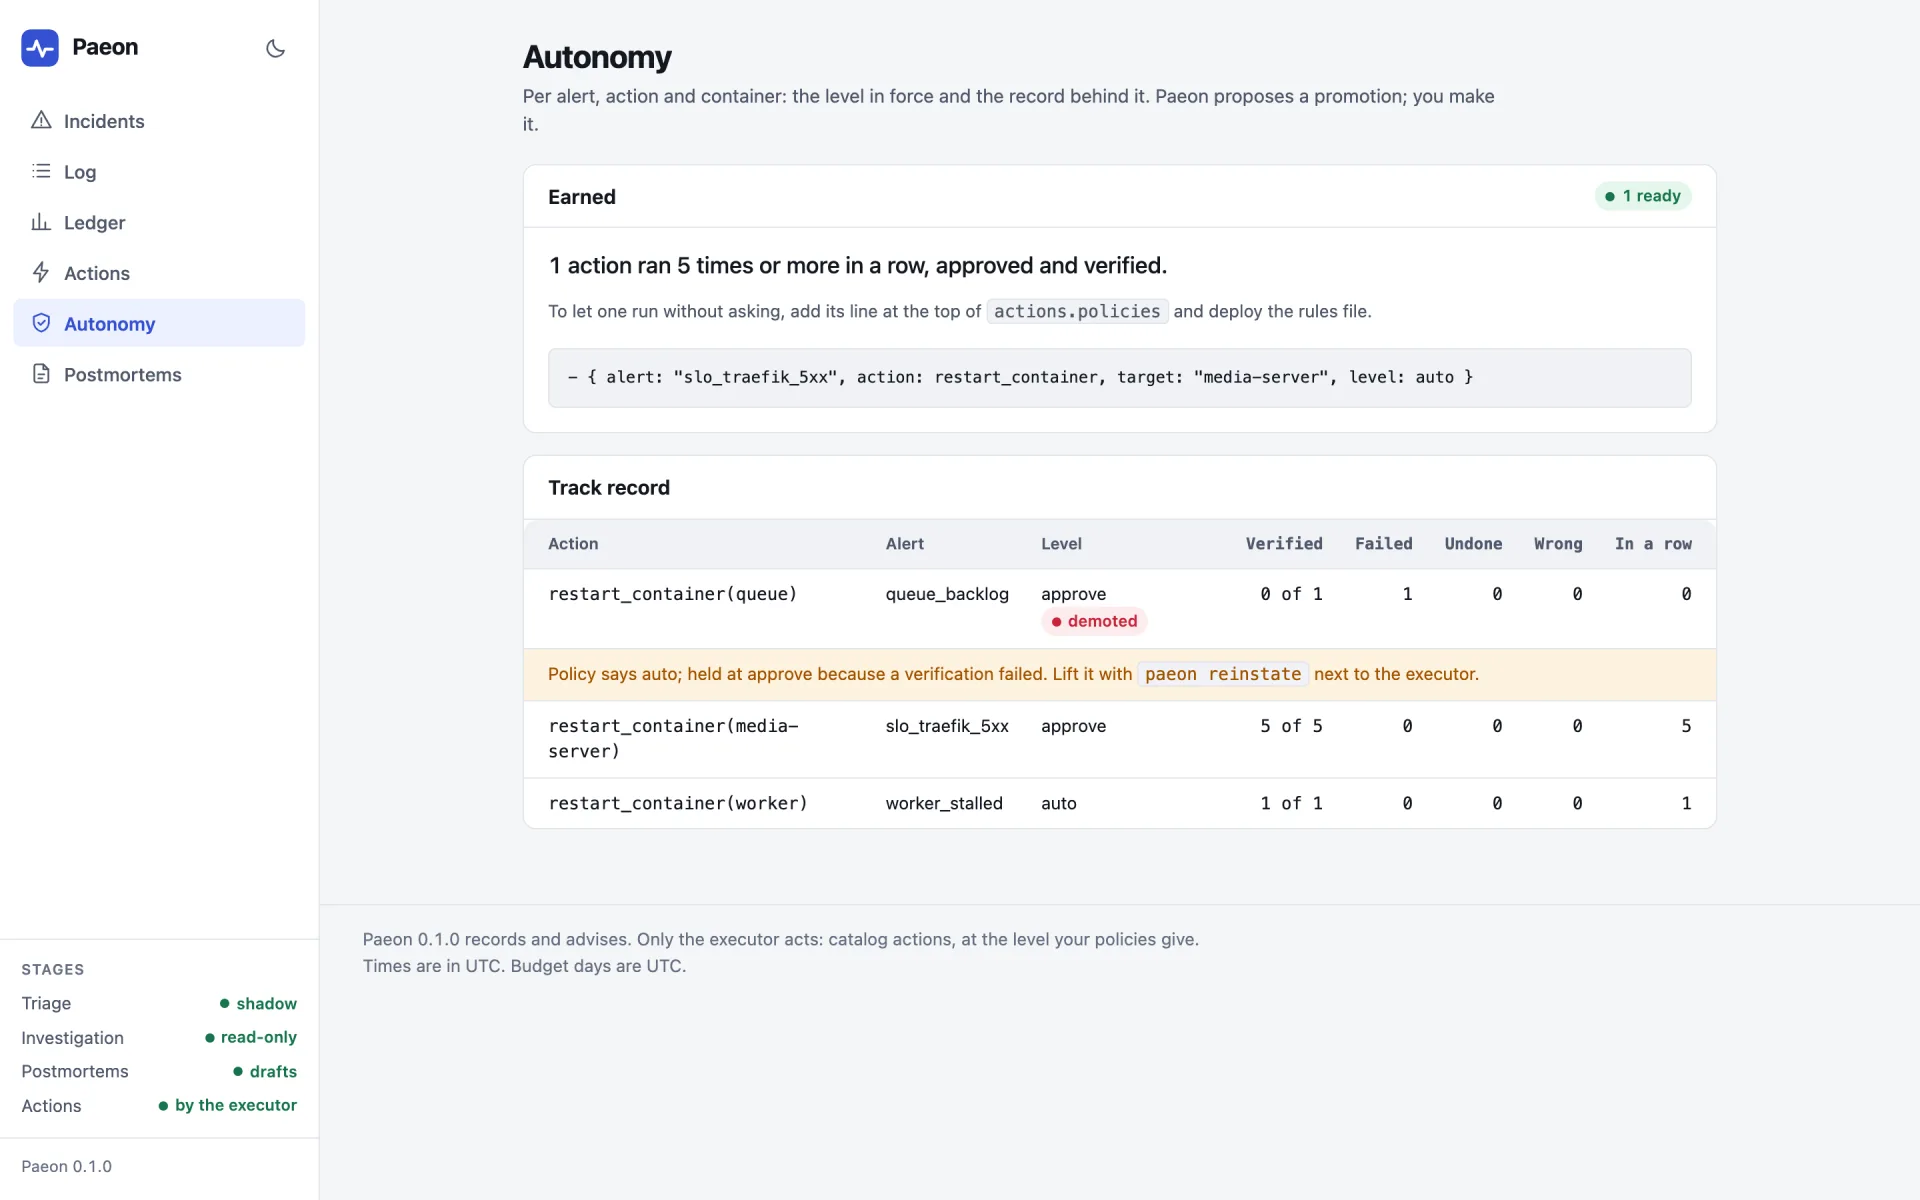 Paeon
Incidents
Log
Ledger
Actions
Autonomy
Postmortems
STAGES
Triage shadow
Investigation read-only
Postmortems drafts
Actions by the executor
Paeon 0.1.0
Autonomy
Per alert, action and container: the level in force and the record behind it. Paeon proposes a promotion; you make
it.
Earned 1 ready
1 action ran 5 times or more in a row, approved and verified.
To let one run without asking, add its line at the top of actions.policies and deploy the rules file.
- { alert: "slo_traefik_5xx", action: restart_container, target: "media-server", level: auto }
Track record
Action Alert Level Verified Failed Undone Wrong In a row
restart_container(queue) queue_backlog approve 0 of 1 1 0 0 0
demoted
Policy says auto; held at approve because a verification failed. Lift it with paeon reinstate next to the executor.
restart_container(media- slo_traefik_5xx approve 5 of 5 0 0 0 5
server)
restart_container(worker) worker_stalled auto 1 of 1 0 0 0 1
Paeon 0.1.0 records and advises. Only the executor acts: catalog actions, at the level your policies give.
Times are in UTC. Budget days are UTC.